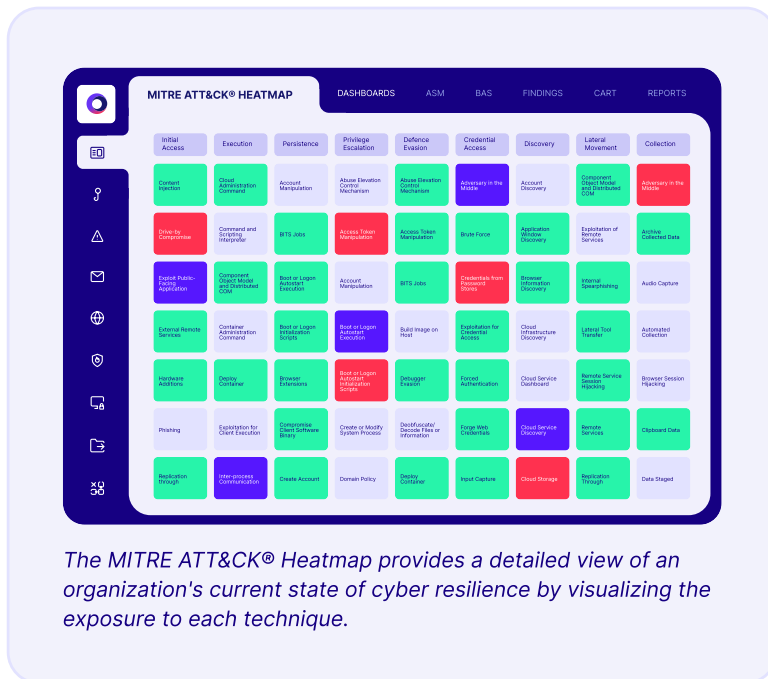 MITRE ATT&CK® HEATMAP
DASHBOARDS
ASM
BAS
FINDINGS
CART
REPORTS
Initial
Access
Execution
Persistence
Privilege
Escalation
Defence
Evasion
Credential
Access
Discovery
Lateral
Movement
Collection
Content
Injection
Cloud
Administration
Command
Account
Manipulation
Abuse Elevation
Control
Mechanism
Abuse Elevation
Control
Mechanism
Adversary in the
Middle
Account
Discovery
Component
Object Model
and Distributed
COM
Adversary in the
Middle
Drive-by
Compromise
Command and
Scripting
Interpreter
BITS Jobs
Access Token
Manipulation
Access Token
Manipulation
Brute Force
Application
Window
Discovery
Exploitation of
Remote
Services
Archive
Collected Data
Exploit Public-
Facing
Application
Component
Object Model
and Distributed
COM
Boot or Logon
Autostart
Execution
Account
Manipulation
BITS Jobs
Credentials from
Password
Stores
Browser
Information
Discovery
Internal
Spearphishing
Audio Capture
External Remote
Services
Container
Administration
Command
Boot or Logon
Initialization
Scripts
Boot or Logon
Autostart
Execution
Build Image on
Host
Exploitation for
Credential
Access
Cloud
Infrastructure
Discovery
Lateral Tool
Transfer
Automated
Collection
Hardware
Additions
Deploy
Container
Browser
Extensions
Boot or Logon
Autostart
Initialization
Scripts
Debugger
Evasion
Forced
Authentication
Cloud Service
Dashboard
Remote Service
Session
Hijacking
Browser Session
Hijacking
Phishing
Exploitation for
Client Execution
Compromise
Client Software
Binary
Create or Modify
System Process
Deobfuscate/
Decode Files or
Information
Forge Web
Credentials
Cloud Service
Discovery
Remote
Services
Clipboard Data
Replication
through
Inter-process
Communication
Create Account
Domain Policy
Deploy
Container
Input Capture
Cloud Storage
Replication
Through
Data Staged
The MITRE ATT&CK® Heatmap provides a detailed view of an
organization's current state of cyber resilience by visualizing the
exposure to each technique.